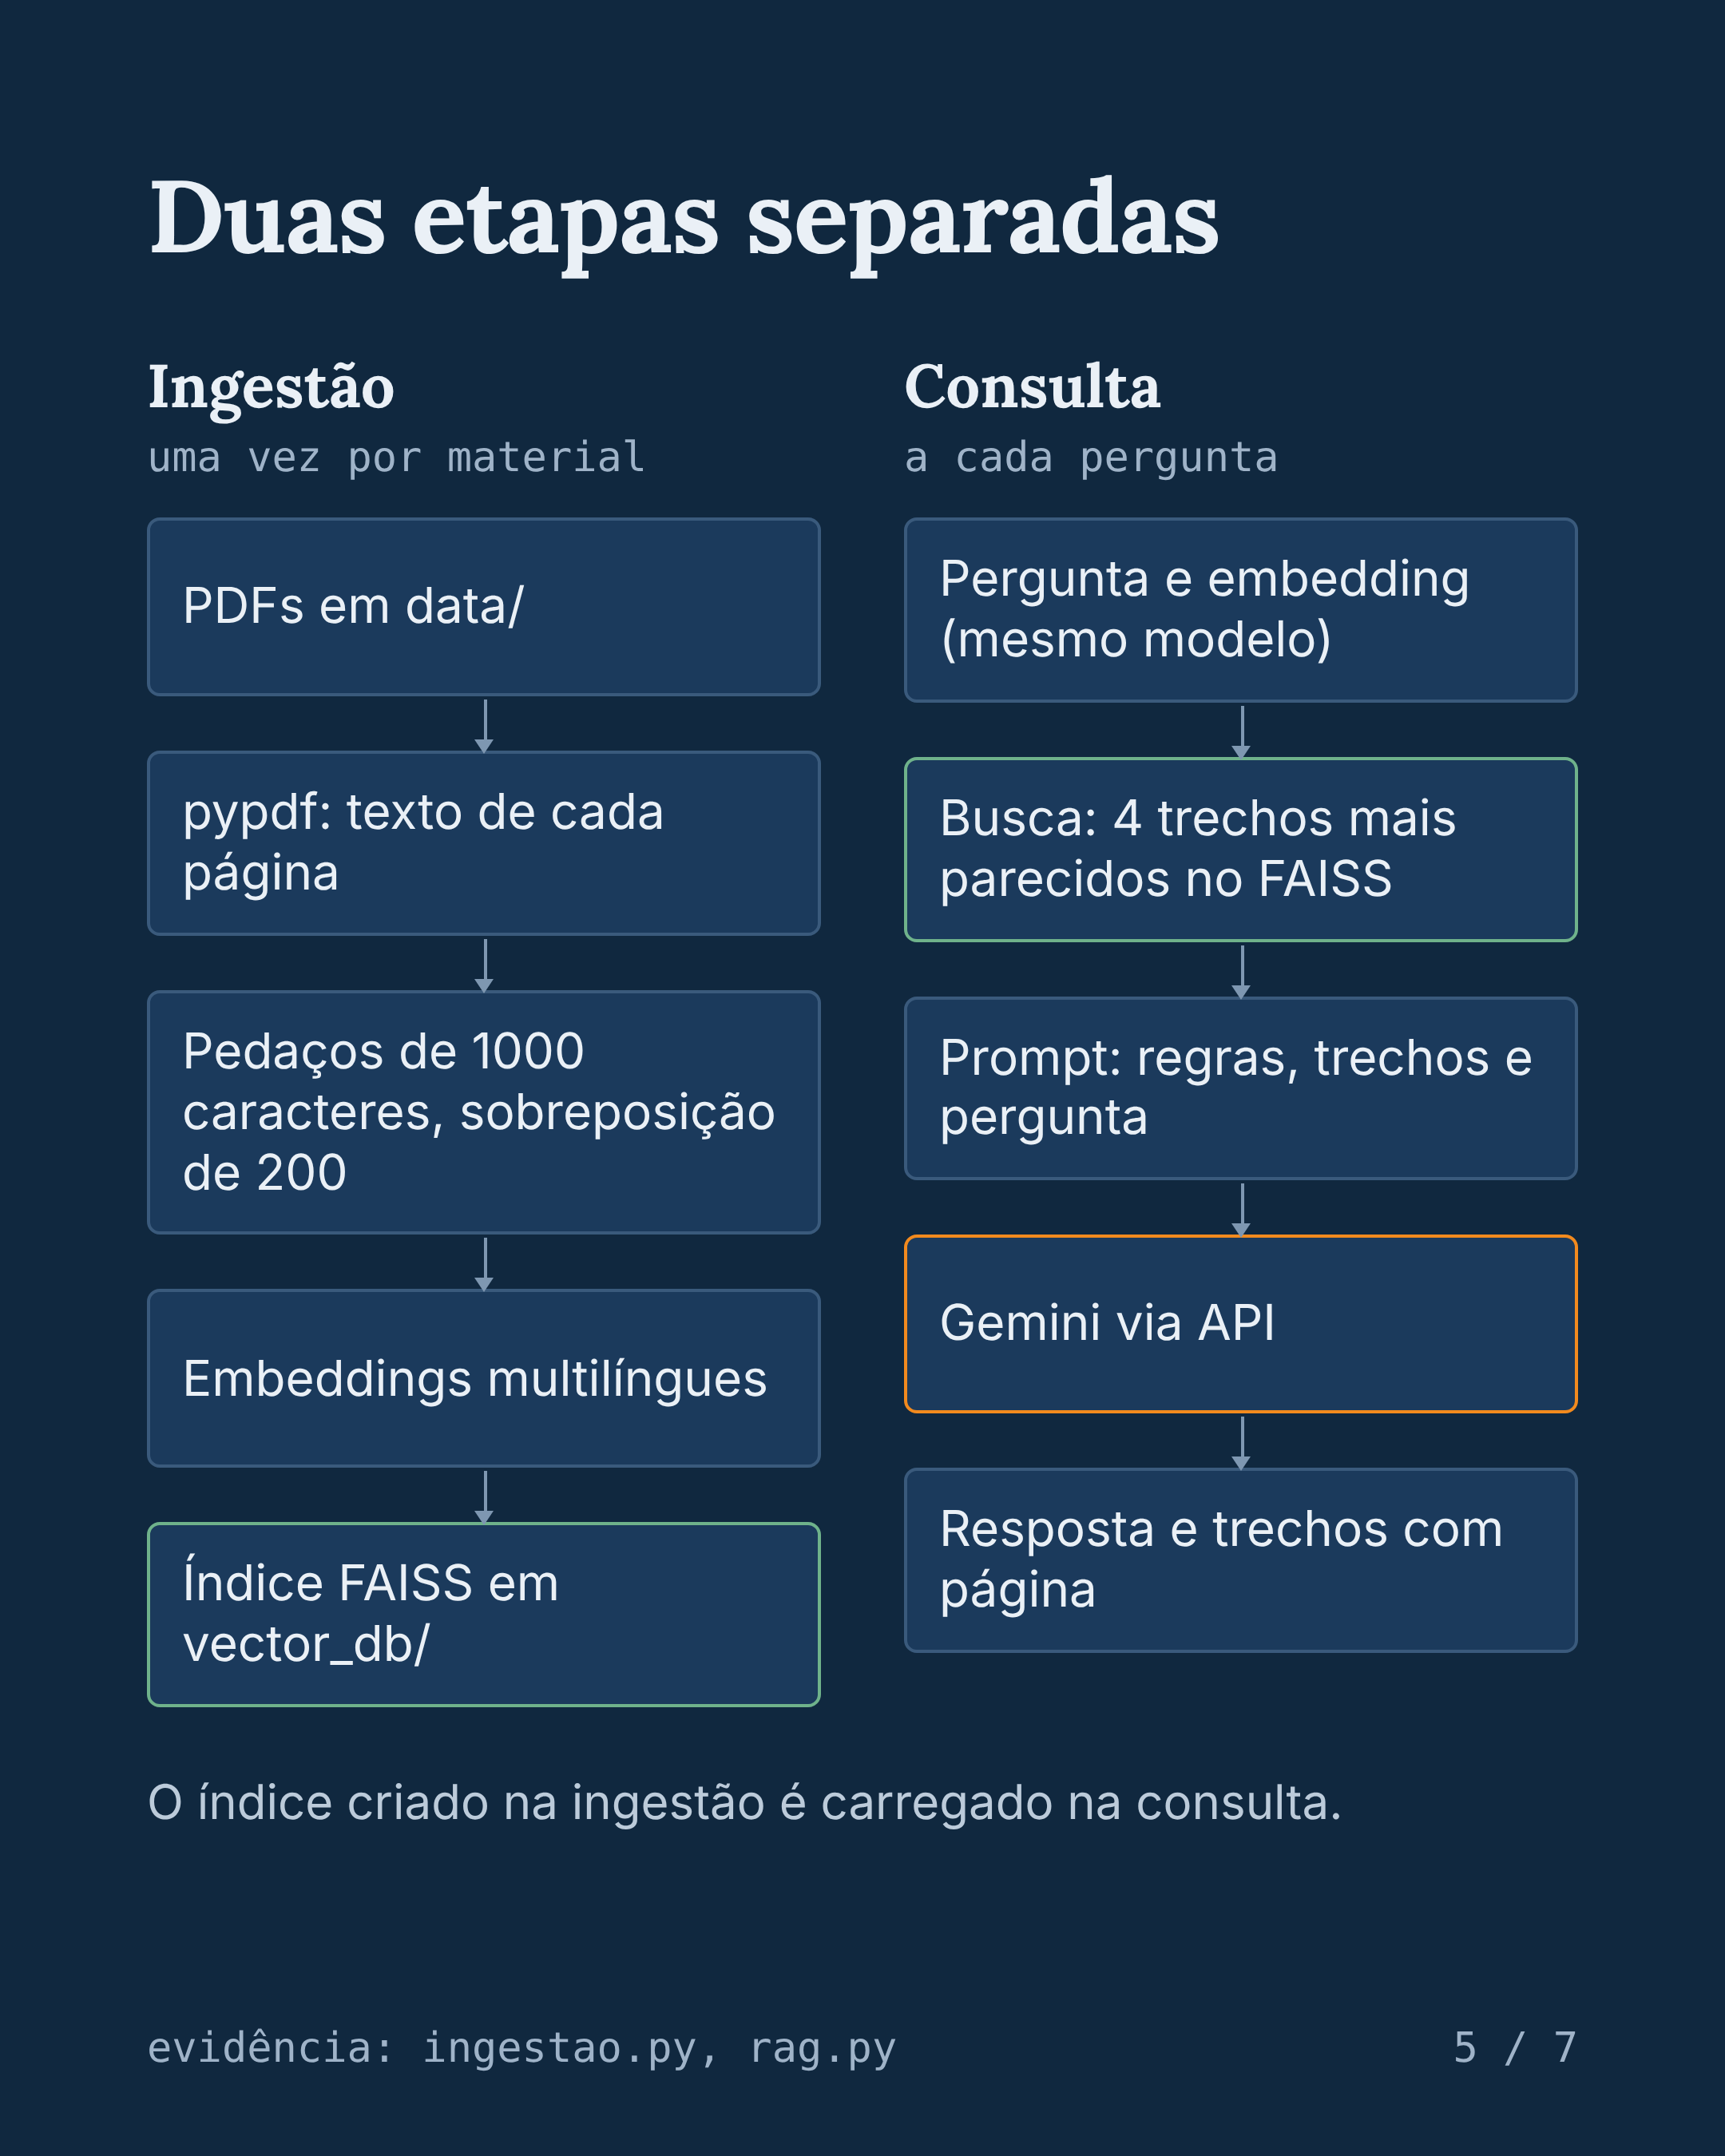 Duas etapas separadas
Ingestão
uma vez por material
PDFs em data/
pypdf: texto de cada
página
Pedaços de 1000
caracteres, sobreposição
de 200
Embeddings multilíngues
Índice FAISS em
vector_db/
Consulta
a cada pergunta
Pergunta e embedding
(mesmo modelo)
Busca: 4 trechos mais
parecidos no FAISS
Prompt: regras, trechos e
pergunta
Gemini via API
Resposta e trechos com
página
O índice criado na ingestão é carregado na consulta.
evidência: ingestao.py, rag.py
5 / 7